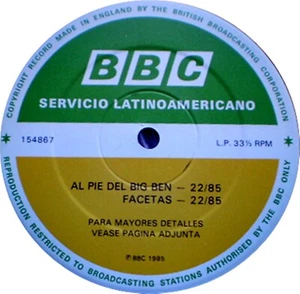 COPYRIGHT RECORD MADE IN ENGLAND BY THE BRITISH BROADCASTING CORPORATION
BBC
SERVICIO LATINOAMERICANO
154867
L.P. 33⅓ RPM
AL PIE DEL BIG BEN — 22/85
FACETAS — 22/85
PARA MAYORES DETALLES
VEASE PAGINA ADJUNTA
℗ BBC 1985
REPRODUCTION RESTRICTED TO BROADCASTING STATIONS AUTHORISED BY THE BBC ONLY